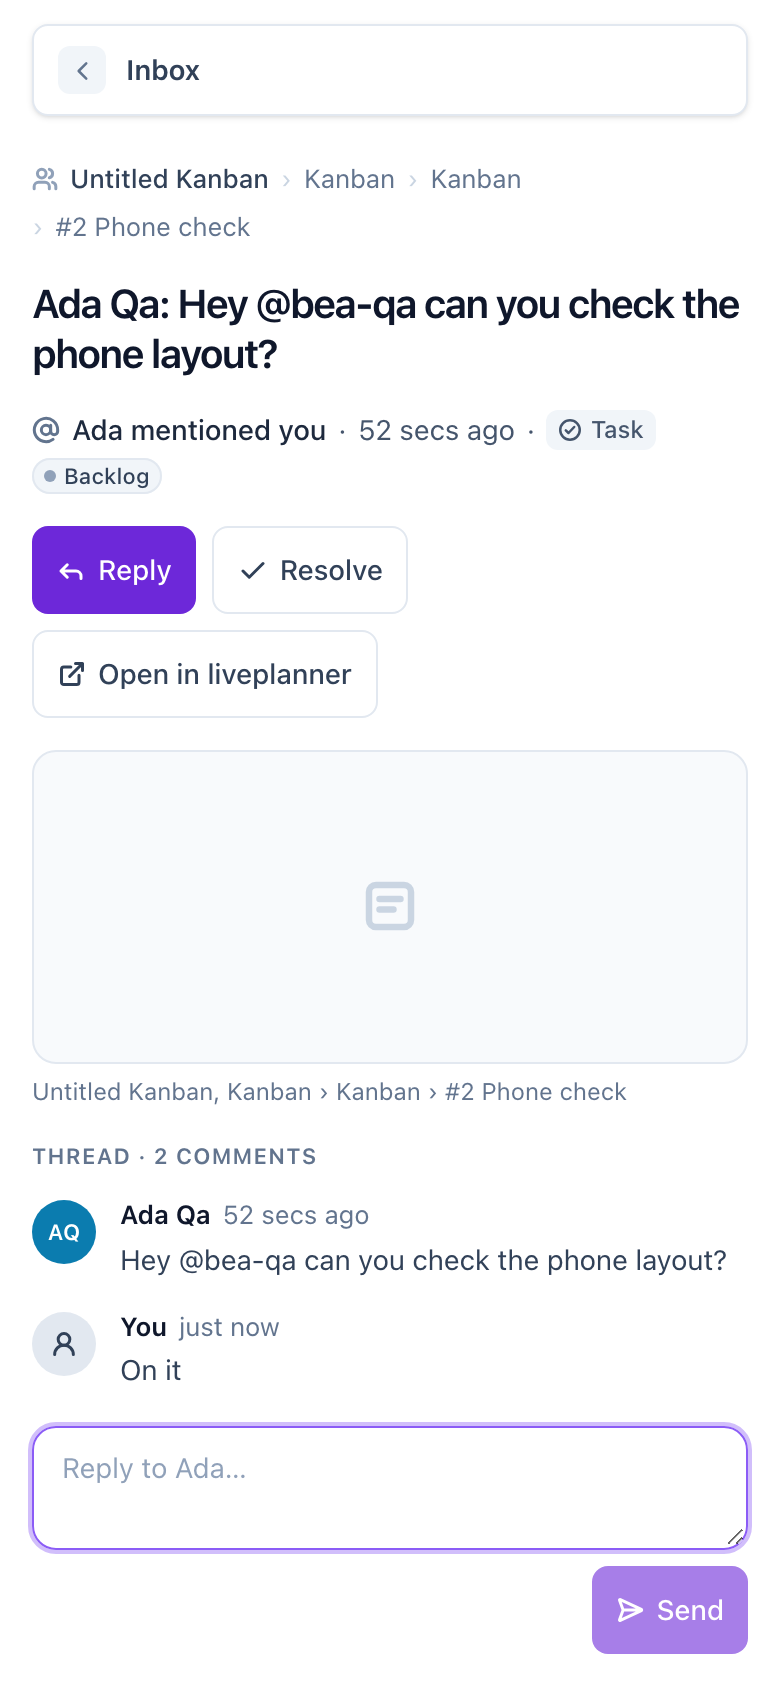 Inbox
Untitled Kanban › Kanban › Kanban
› #2 Phone check
Ada Qa: Hey @bea-qa can you check the
phone layout?
Ada mentioned you · 52 secs ago · Task
Backlog
Reply
Resolve
Open in liveplanner
Untitled Kanban, Kanban › Kanban › #2 Phone check
THREAD · 2 COMMENTS
AQ
Ada Qa 52 secs ago
Hey @bea-qa can you check the phone layout?
You just now
On it
Reply to Ada...
Send